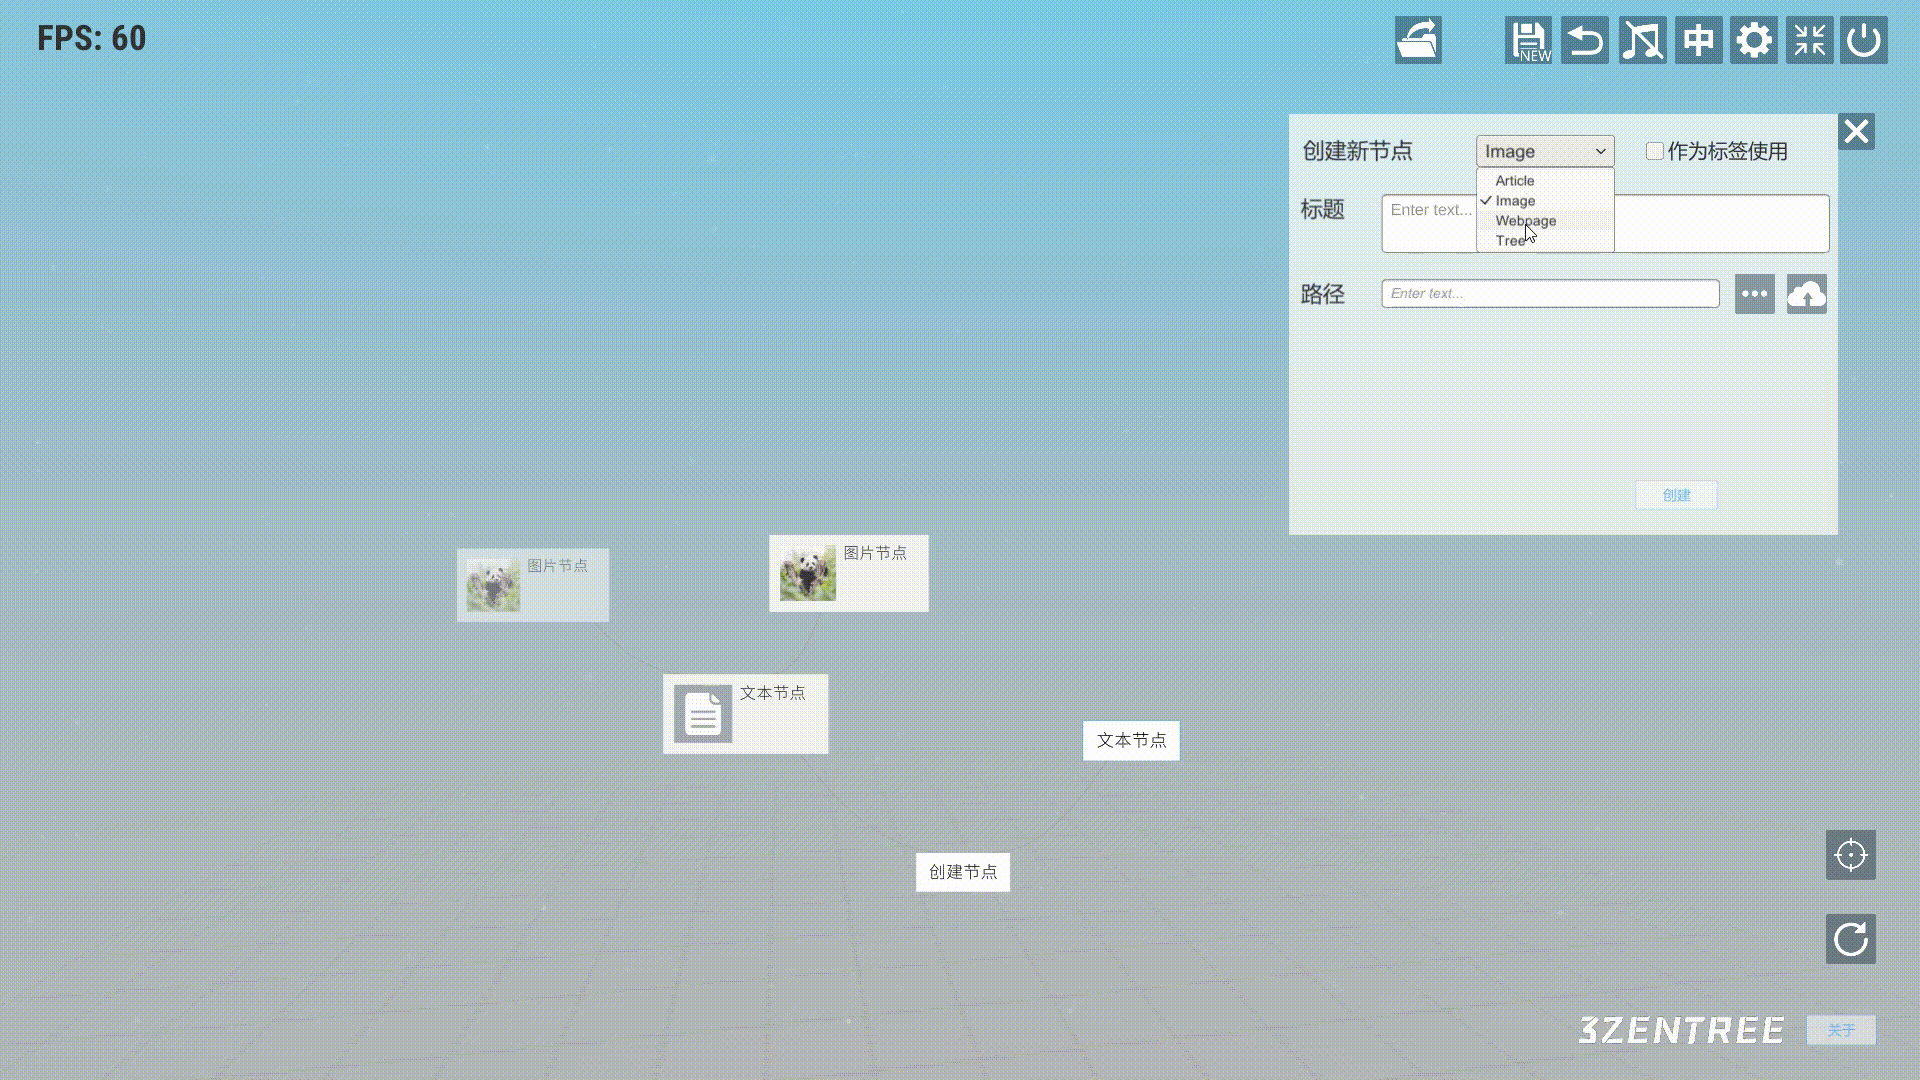 FPS: 60
NEW
中
创建新节点
Image
作为标签使用
Article
Image
Webpage
Tree
标题
Enter text...
路径
Enter text...
创建
图片节点
图片节点
文本节点
文本节点
创建节点
3ZENTREE
关于